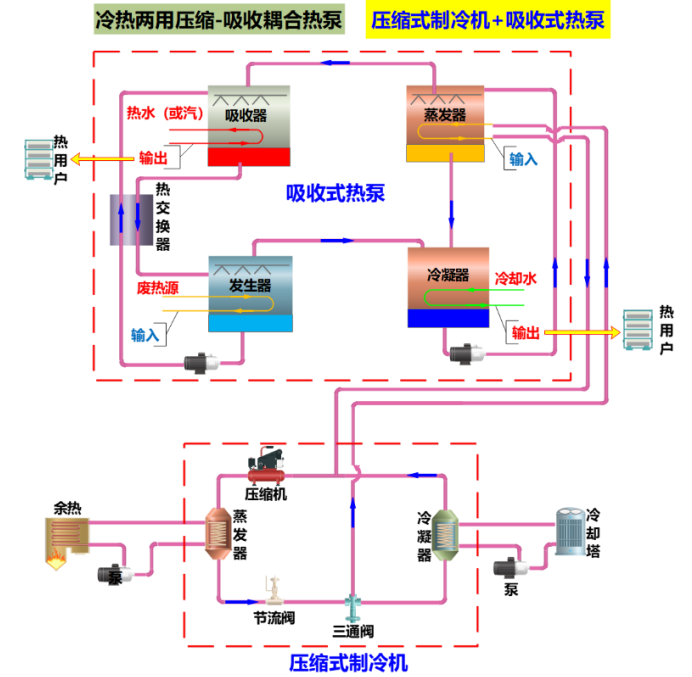 冷热两用压缩-吸收耦合热泵
压缩式制冷机+吸收式热泵
热水（或汽）
吸收器
蒸发器
热用户
输出
输入
吸收式热泵
热交换器
废热源
发生器
冷凝器
冷却水
输入
输出
热用户
压缩机
余热
蒸发器
冷凝器
冷却塔
泵
泵
节流阀
三通阀
压缩式制冷机